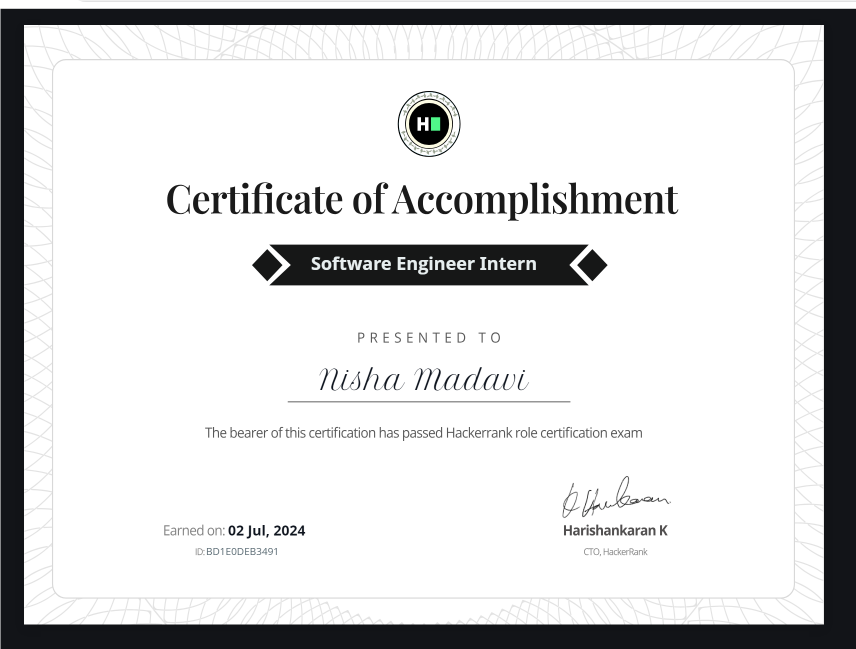 H
Certificate of Accomplishment
Software Engineer Intern
PRESENTED TO
Nisha Madavi
The bearer of this certification has passed Hackerrank role certification exam
Earned on: 02 Jul, 2024
ID: BD1E0DEB3491
Harishankaran K
CTO, HackerRank